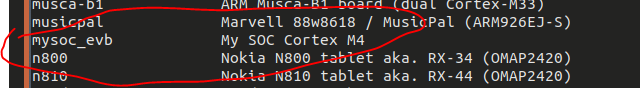 musca-b1 ARM Musca-B1 board (dual Cortex-M33)
musicpal Marvell 88w8618 / MusicPal (ARM926EJ-S)
mysoc_evb My SOC Cortex M4
n800 Nokia N800 tablet aka. RX-34 (OMAP2420)
n810 Nokia N810 tablet aka. RX-44 (OMAP2420)